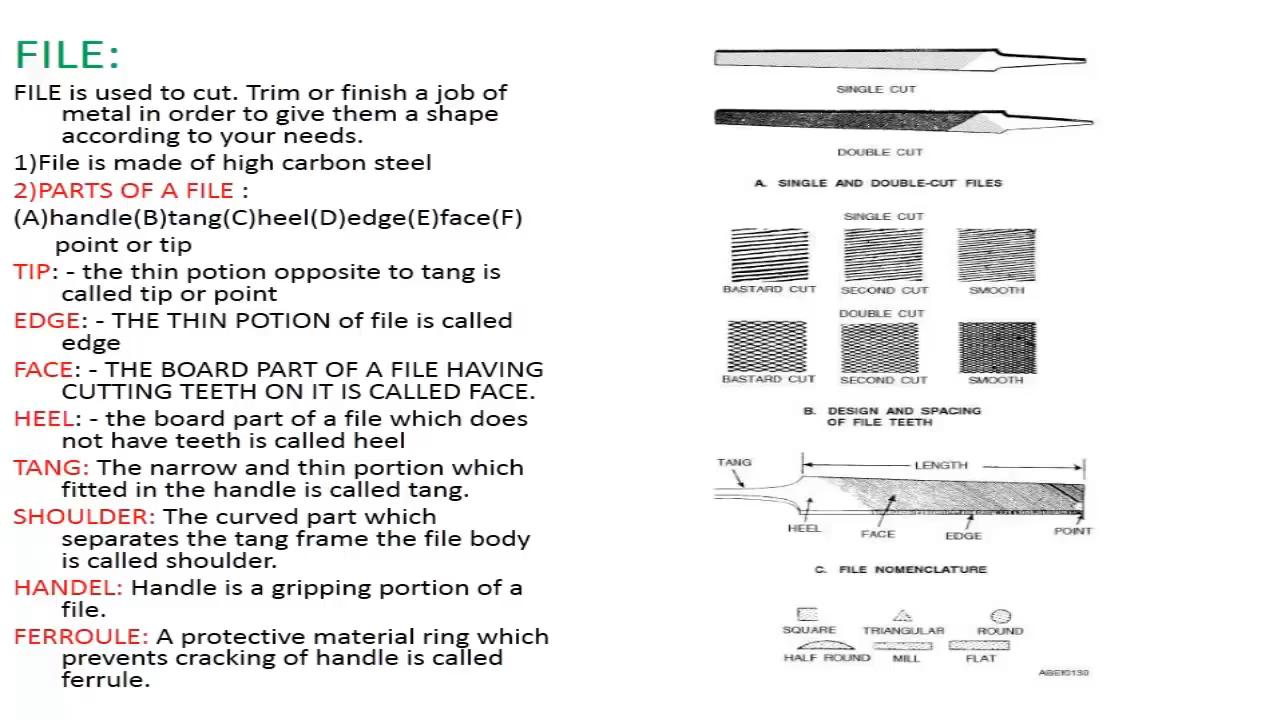 FILE:
FILE is used to cut. Trim or finish a job of
metal in order to give them a shape
according to your needs.
1)File is made of high carbon steel
2)PARTS OF A FILE :
(A)handle(B)tang(C)heel(D)edge(E)face(F)
point or tip
TIP: - the thin potion opposite to tang is
called tip or point
EDGE: - THE THIN POTION of file is called
edge
FACE: - THE BOARD PART OF A FILE HAVING
CUTTING TEETH ON IT IS CALLED FACE.
HEEL: - the board part of a file which does
not have teeth is called heel
TANG: The narrow and thin portion which
fitted in the handle is called tang.
SHOULDER: The curved part which
separates the tang frame the file body
is called shoulder.
HANDEL: Handle is a gripping portion of a
file.
FERROULE: A protective material ring which
prevents cracking of handle is called
ferrule.
SINGLE CUT
DOUBLE CUT
A. SINGLE AND DOUBLE-CUT FILES
SINGLE CUT
BASTARD CUT SECOND CUT SMOOTH
DOUBLE CUT
BASTARD CUT SECOND CUT SMOOTH
B. DESIGN AND SPACING
OF FILE TEETH
TANG LENGTH
HEEL FACE EDGE POINT
C. FILE NOMENCLATURE
SQUARE TRIANGULAR ROUND
HALF ROUND MILL FLAT
ABEf0130